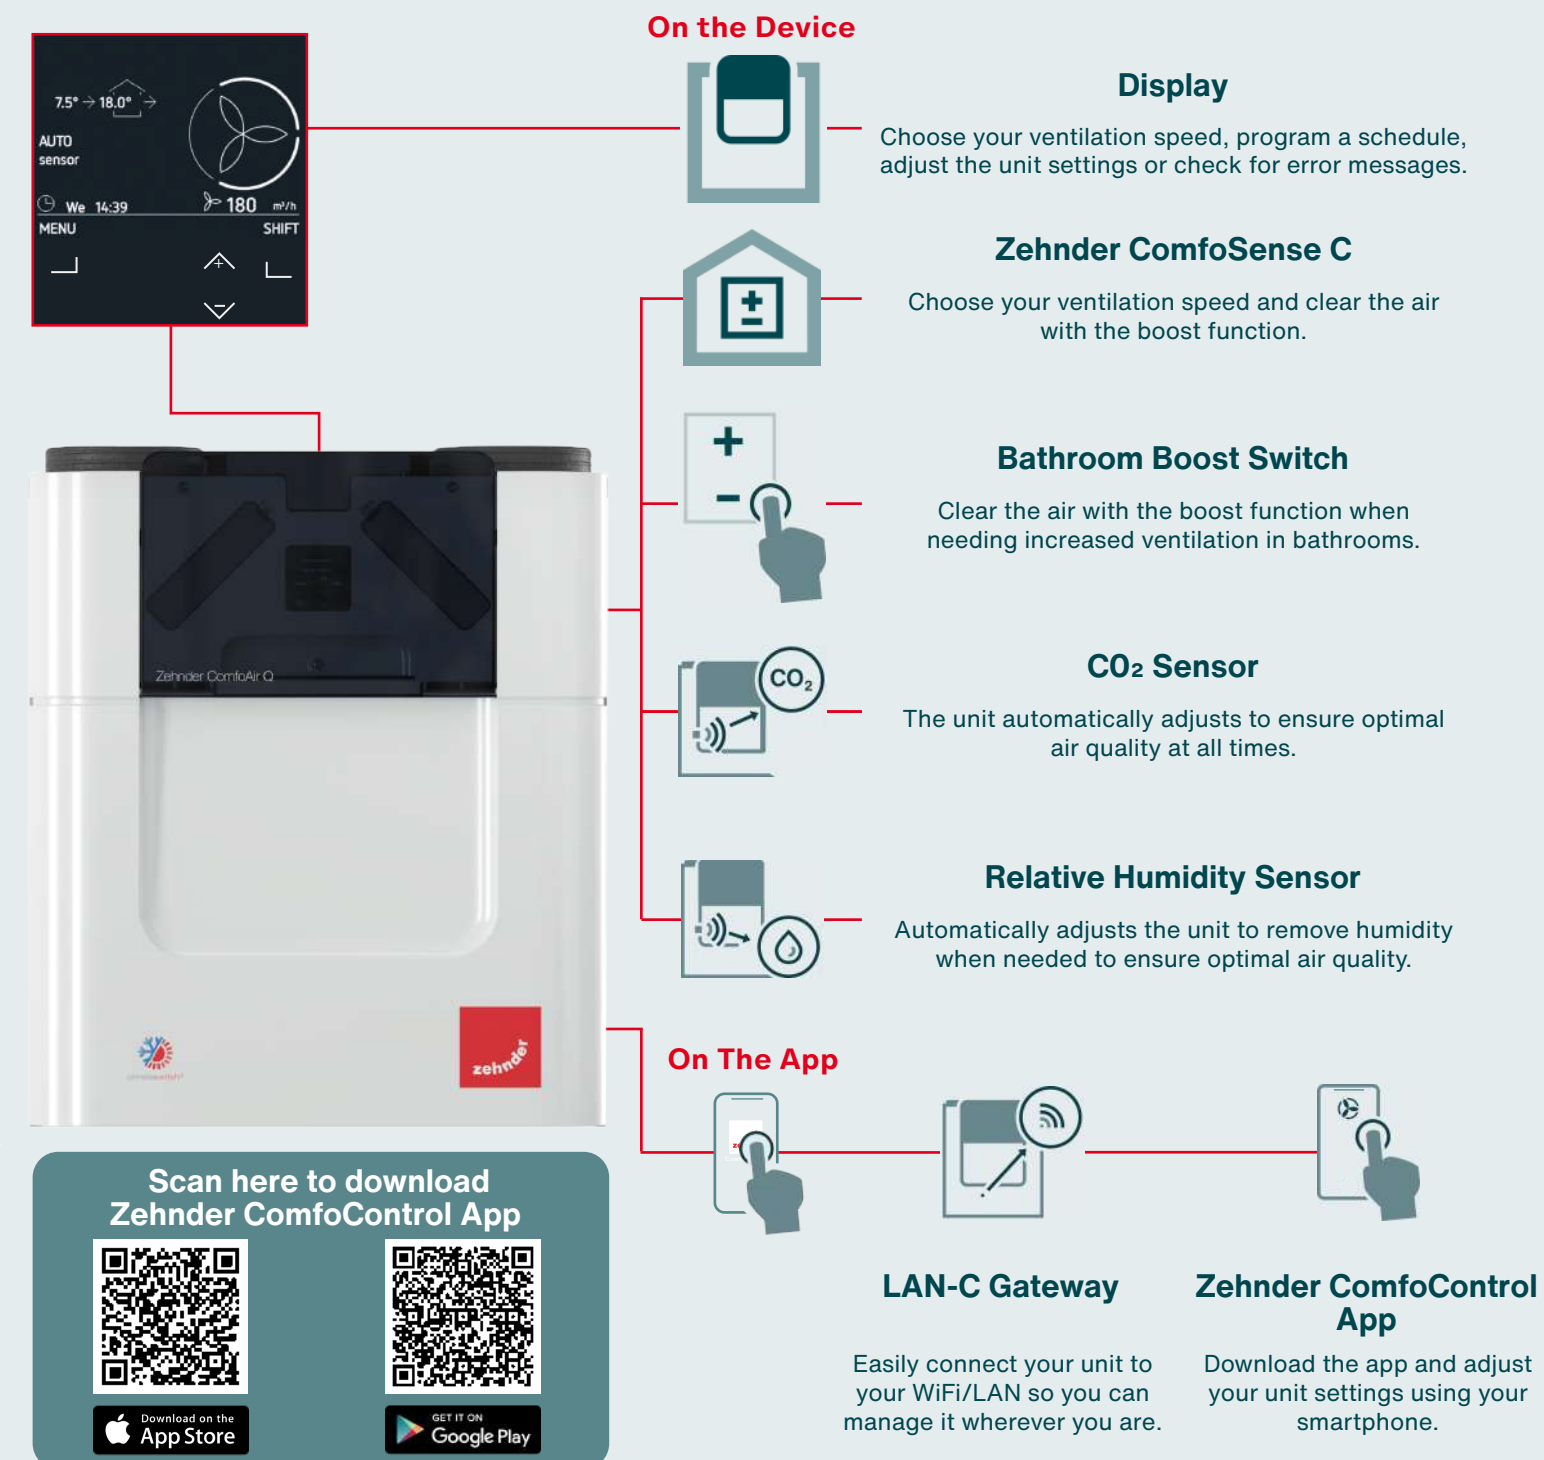 On the Device
7.5° → 18.0° →
AUTO
sensor
We 14:39
180 m³/h
MENU
SHIFT
Display
Choose your ventilation speed, program a schedule,
adjust the unit settings or check for error messages.
Zehnder ComfoSense C
Choose your ventilation speed and clear the air
with the boost function.
+
-
Bathroom Boost Switch
Clear the air with the boost function when
needing increased ventilation in bathrooms.
Zehnder ComfoAir Q
CO₂
CO₂ Sensor
The unit automatically adjusts to ensure optimal
air quality at all times.
Relative Humidity Sensor
Automatically adjusts the unit to remove humidity
when needed to ensure optimal air quality.
zehnder
On The App
LAN-C Gateway
Easily connect your unit to
your WiFi/LAN so you can
manage it wherever you are.
Zehnder ComfoControl
App
Download the app and adjust
your unit settings using your
smartphone.
Scan here to download
Zehnder ComfoControl App
Download on the
App Store
GET IT ON
Google Play